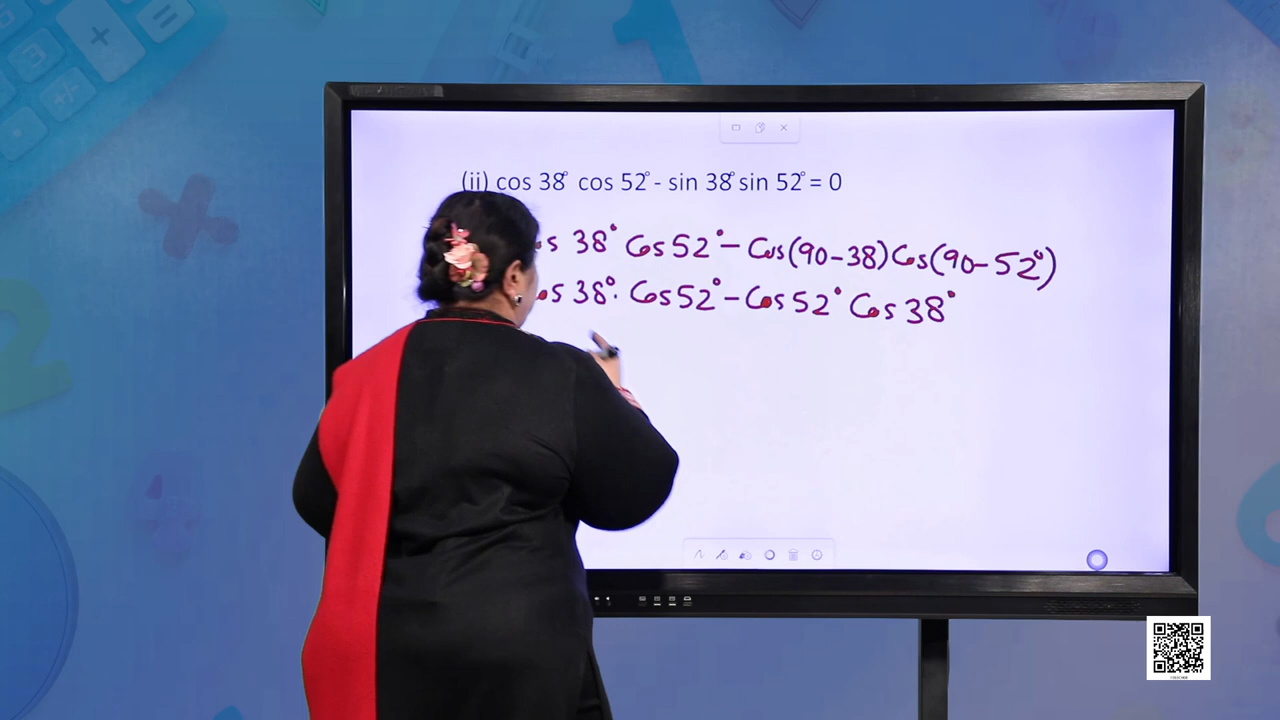 (ii) cos 38° cos 52° - sin 38° sin 52° = 0
s 38° Cos 52° - Cos(90-38) Cos(90-52°)
os 38°. Cos 52° - Cos 52° Cos 38°